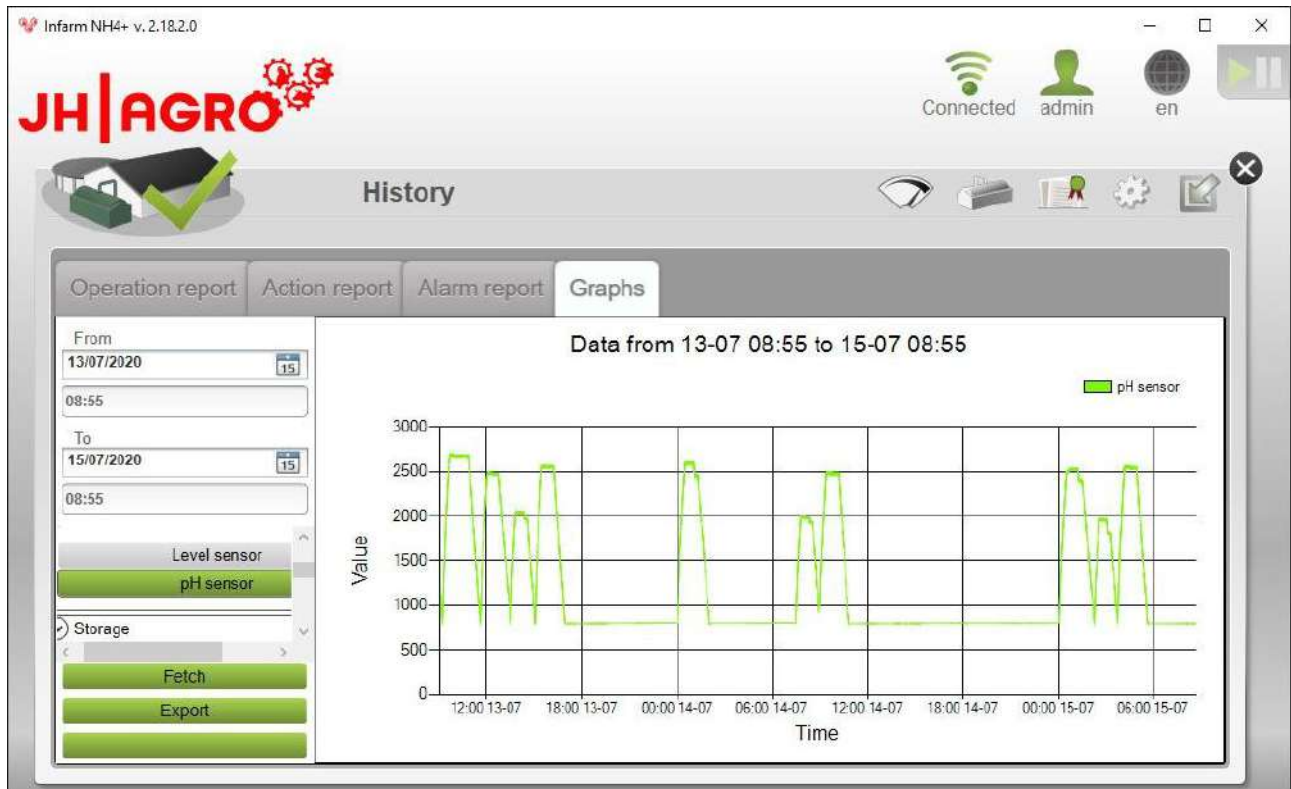 Infarm NH4+ v. 2.18.2.0
JH|AGRO
Connected admin en
History
Operation report Action report Alarm report Graphs
From
13/07/2020 15
08:55
To
15/07/2020 15
08:55
Level sensor
pH sensor
Storage
Fetch
Export
Data from 13-07 08:55 to 15-07 08:55
pH sensor
3000
2500
2000
1500
1000
500
0
Value
12:00 13-07 18:00 13-07 00:00 14-07 06:00 14-07 12:00 14-07 18:00 14-07 00:00 15-07 06:00 15-07
Time